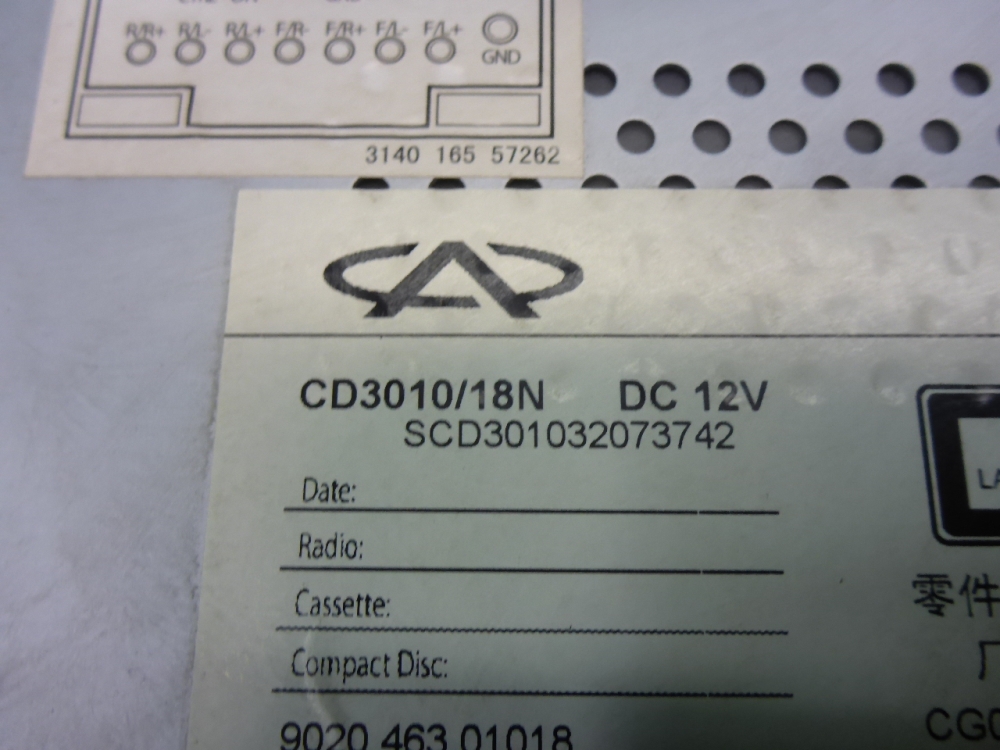 R/R+ R/L- R/L+ F/R- F/R+ F/L- F/L+ GND
3140 165 57262
CD3010/18N DC 12V
SCD301032073742
Date:
Radio:
Cassette:
Compact Disc:
零件
9020 463 01018